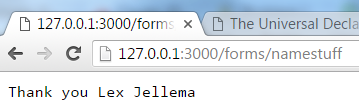 127.0.0.1:3000/forms
The Universal Decla
127.0.0.1:3000/forms/namestuff
Thank you Lex Jellema